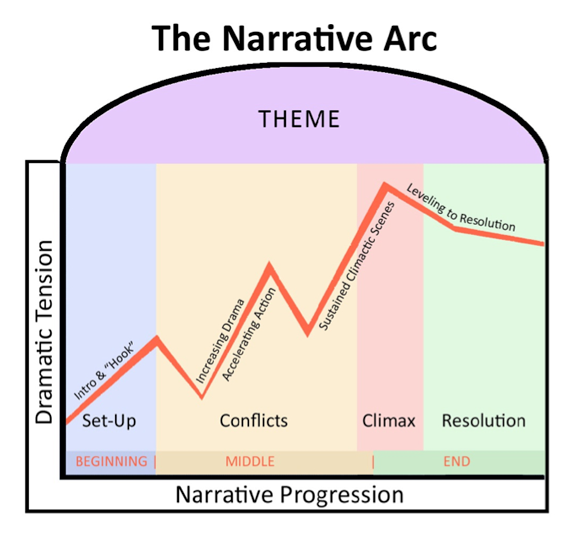 The Narrative Arc
THEME
Dramatic Tension
Intro & "Hook"
Increasing Drama
Accelerating Action
Sustained Climactic Scenes
Leveling to Resolution
Set-Up
Conflicts
Climax
Resolution
BEGINNING
MIDDLE
END
Narrative Progression